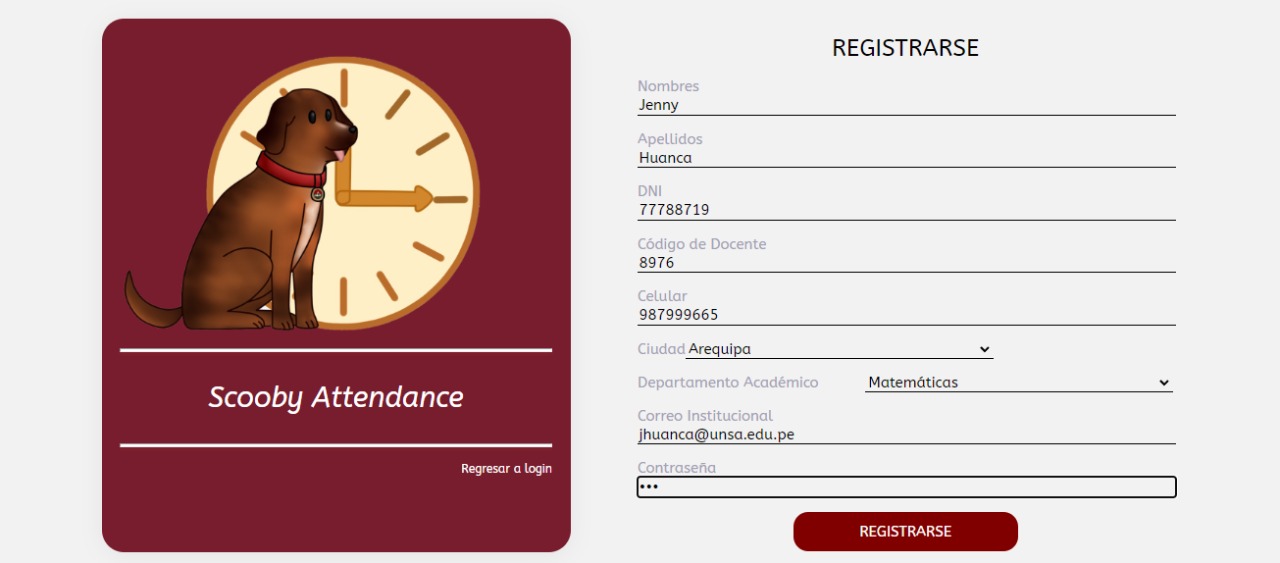 Scooby Attendance
Regresar a login
REGISTRARSE
Nombres
Jenny
Apellidos
Huanca
DNI
77788719
Código de Docente
8976
Celular
987999665
Ciudad Arequipa
Departamento Académico Matemáticas
Correo Institucional
jhuanca@unsa.edu.pe
Contraseña
•••
REGISTRARSE